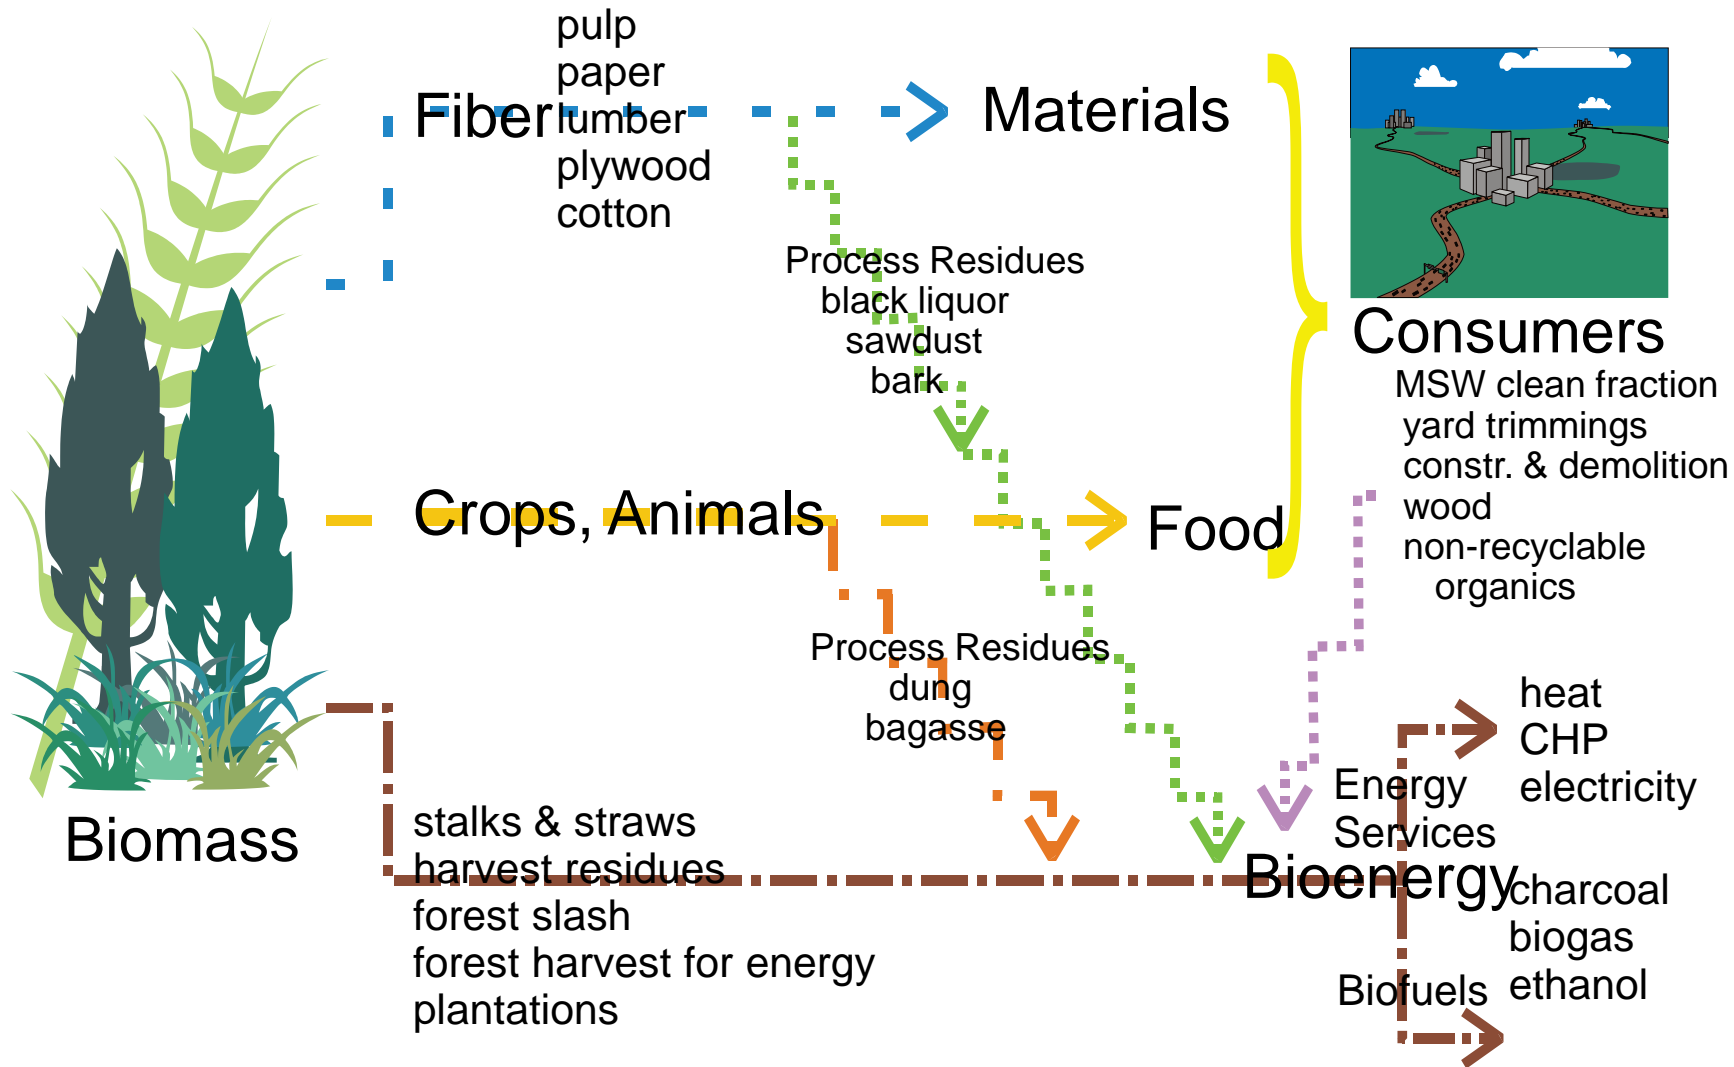 pulp
paper
lumber
plywood
cotton
Fiber
Materials
Process Residues
black liquor
sawdust
bark
Consumers
MSW clean fraction
yard trimmings
constr. & demolition
wood
non-recyclable
organics
Crops, Animals
Food
Process Residues
dung
bagasse
Biomass
stalks & straws
harvest residues
forest slash
forest harvest for energy
plantations
Bioenergy
Energy
Services
heat
CHP
electricity
Biofuels
charcoal
biogas
ethanol